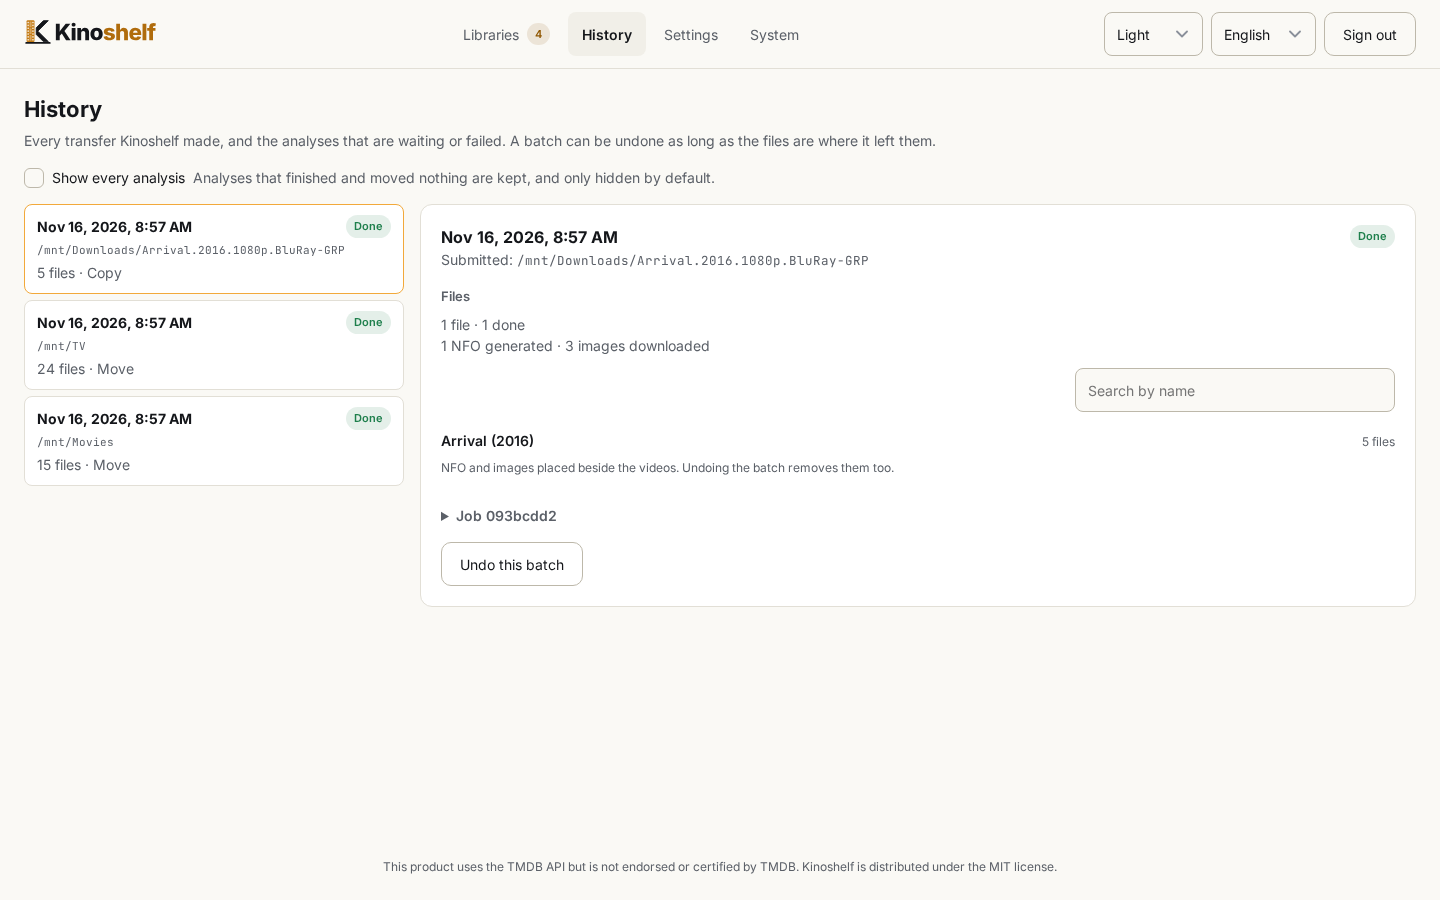 Kinoshelf
Libraries 4
History
Settings
System
Light
English
Sign out
History
Every transfer Kinoshelf made, and the analyses that are waiting or failed. A batch can be undone as long as the files are where it left them.
Show every analysis Analyses that finished and moved nothing are kept, and only hidden by default.
Nov 16, 2026, 8:57 AM Done
/mnt/Downloads/Arrival.2016.1080p.BluRay-GRP
5 files · Copy
Nov 16, 2026, 8:57 AM Done
/mnt/TV
24 files · Move
Nov 16, 2026, 8:57 AM Done
/mnt/Movies
15 files · Move
Nov 16, 2026, 8:57 AM Done
Submitted: /mnt/Downloads/Arrival.2016.1080p.BluRay-GRP
Files
1 file · 1 done
1 NFO generated · 3 images downloaded
Search by name
Arrival (2016) 5 files
NFO and images placed beside the videos. Undoing the batch removes them too.
Job 093bcdd2
Undo this batch
This product uses the TMDB API but is not endorsed or certified by TMDB. Kinoshelf is distributed under the MIT license.